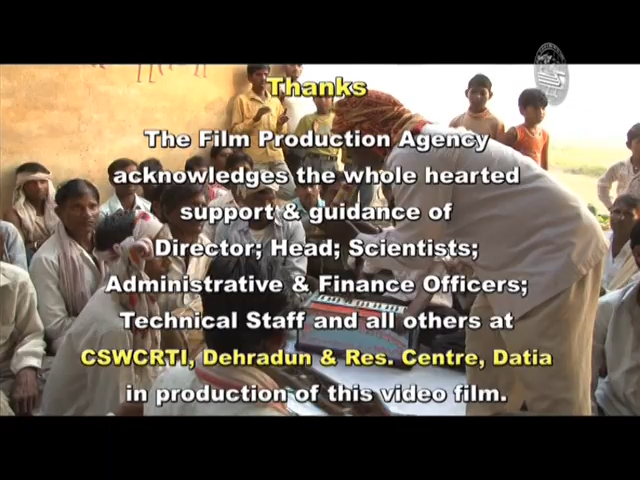 Thanks
The Film Production Agency
acknowledges the whole hearted
support & guidance of
Director; Head; Scientists;
Administrative & Finance Officers;
Technical Staff and all others at
CSWCRTI, Dehradun & Res. Centre, Datia
in production of this video film.